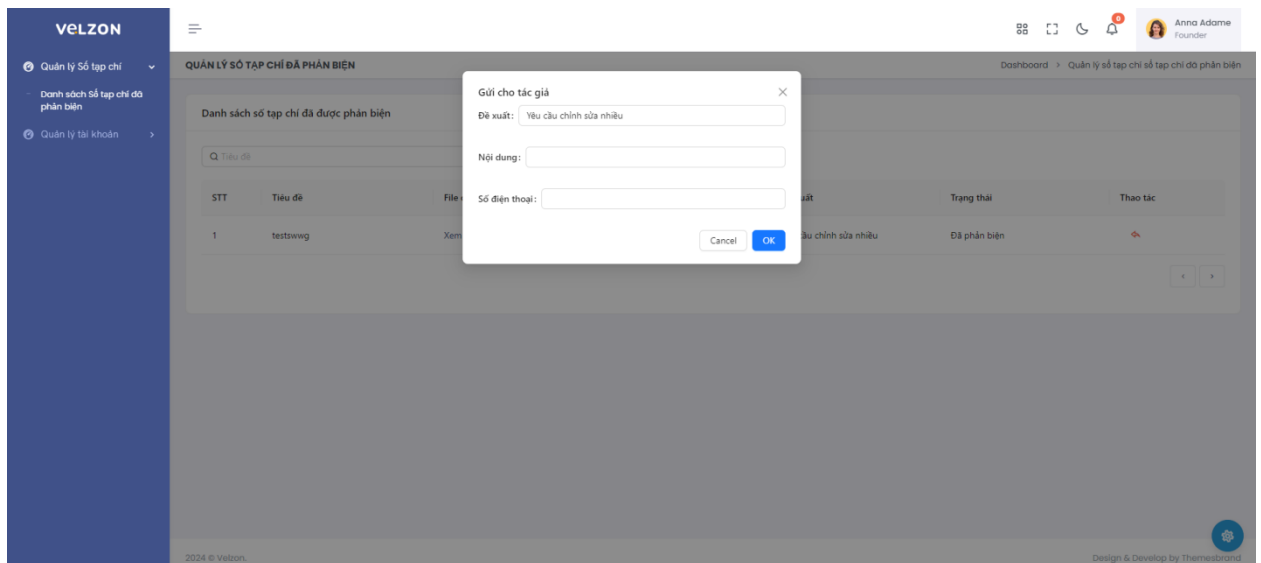 VELZON
0
Anna Adame
Founder
Quản lý Số tạp chí
Danh sách Số tạp chí đã
phản biện
Quản lý tài khoản
QUẢN LÝ SỐ TẠP CHÍ ĐÃ PHẢN BIỆN
Dashboard > Quản lý số tạp chí số tạp chí đã phản biện
Danh sách số tạp chí đã được phản biện
Tiêu đề
Gửi cho tác giả
Đề xuất: Yêu cầu chỉnh sửa nhiều
Nội dung:
Số điện thoại:
Cancel OK
STT Tiêu đề File uất Trạng thái Thao tác
1 testswwg Xem cầu chỉnh sửa nhiều Đã phản biện
2024 © Velzon.
Design & Develop by Themesbrand